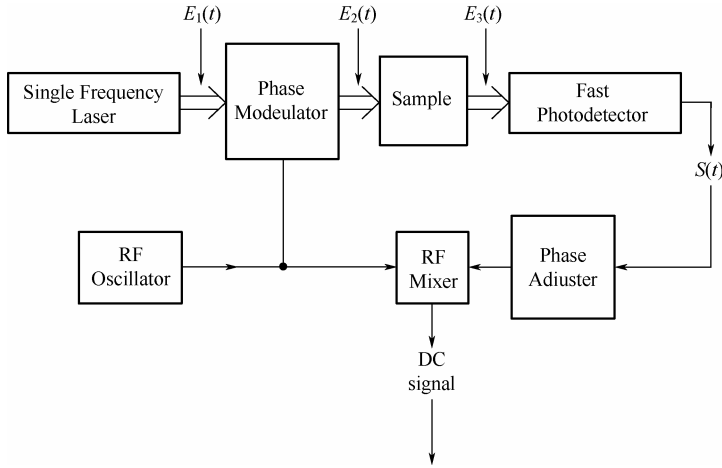 E1(t)
E2(t)
E3(t)
Single Frequency
Laser
Phase
Modeulator
Sample
Fast
Photodetector
S(t)
RF
Oscillator
RF
Mixer
Phase
Adiuster
DC
signal